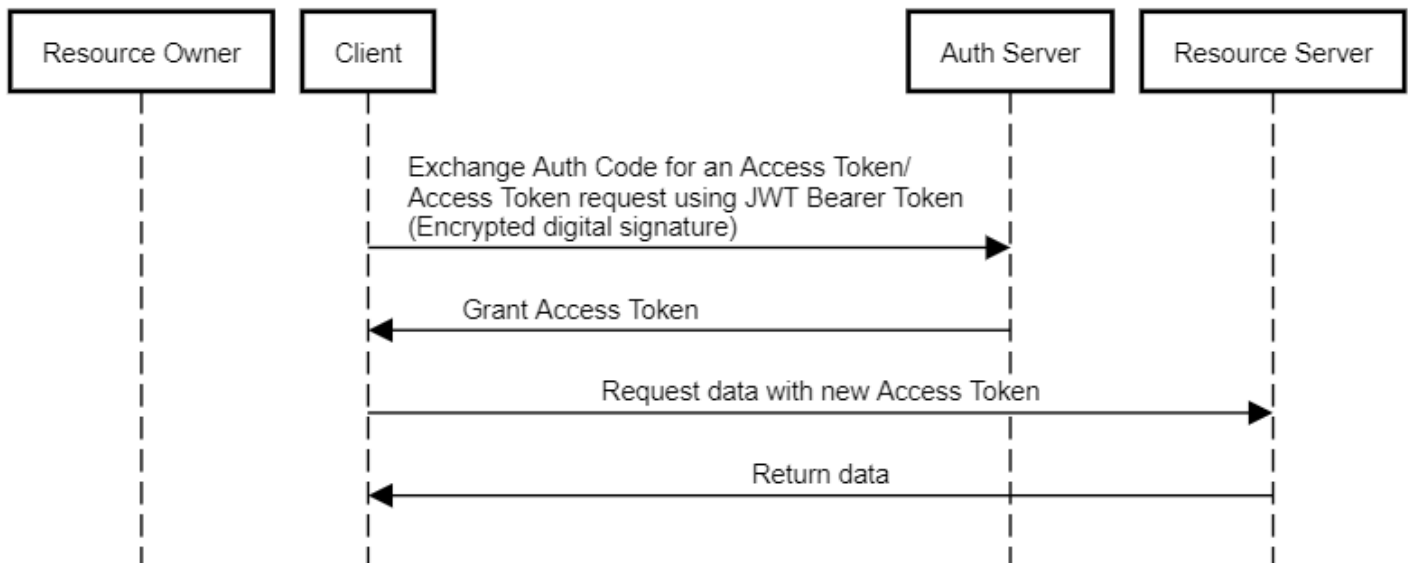 Resource Owner
Client
Auth Server
Resource Server
Exchange Auth Code for an Access Token/
Access Token request using JWT Bearer Token
(Encrypted digital signature)
Grant Access Token
Request data with new Access Token
Return data